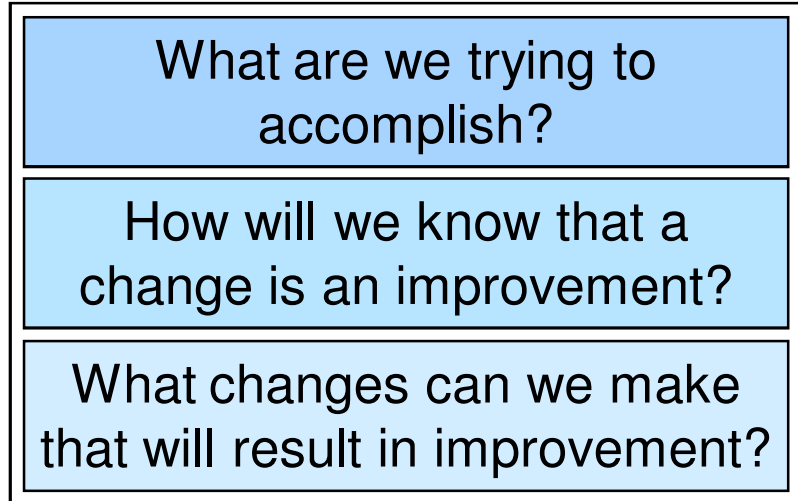 What are we trying to
accomplish?
How will we know that a
change is an improvement?
What changes can we make
that will result in improvement?